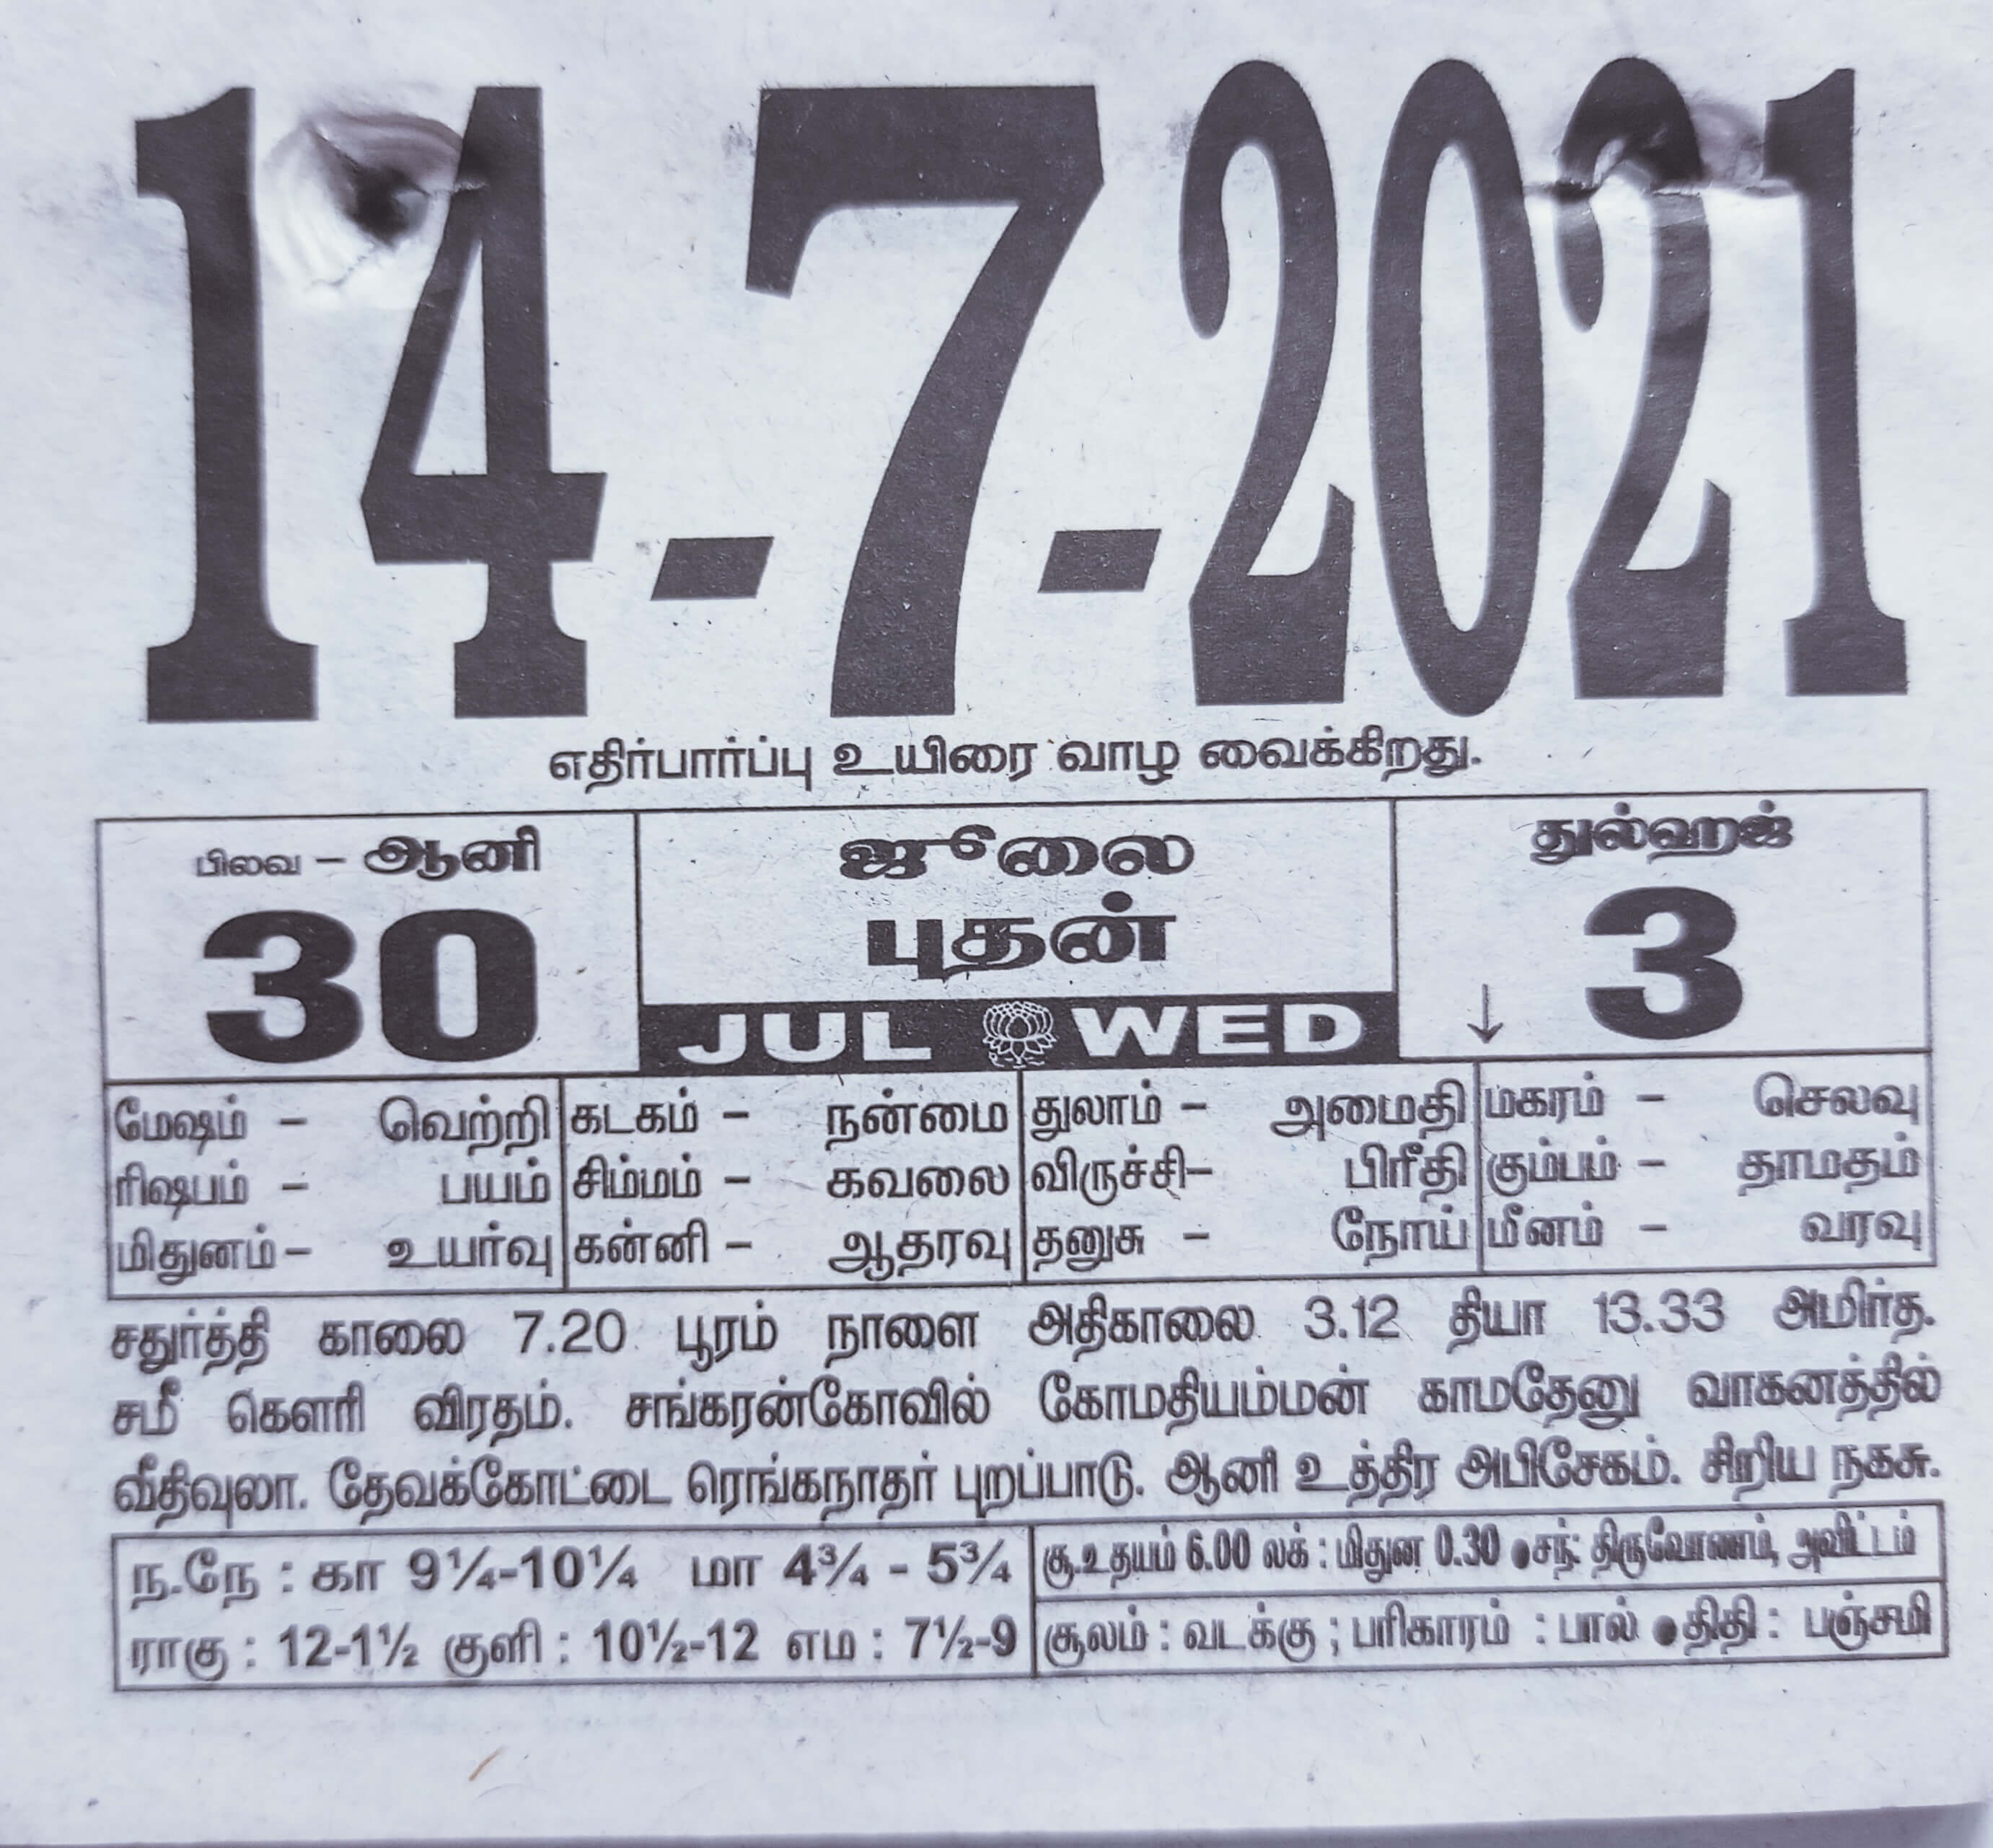 14-7-2021
எதிர்பார்ப்பு உயிரை வாழ வைக்கிறது.
பிலவ - ஆனி
30
ஜூலை
புதன்
JUL WED
துல்ஹஜ்
↓ 3
மேஷம் - வெற்றி கடகம் - நன்மை துலாம் - அமைதி மகரம் - செலவு
ரிஷபம் - பயம் சிம்மம் - கவலை விருச்சி- பிரீதி கும்பம் - தாமதம்
மிதுனம் - உயர்வு கன்னி - ஆதரவு தனுசு - நோய் மீனம் - வரவு
சதுர்த்தி காலை 7.20 பூரம் நாளை அதிகாலை 3.12 தியா 13.33 அமிர்த.
சமீ கௌரி விரதம். சங்கரன்கோவில் கோமதியம்மன் காமதேனு வாகனத்தில்
வீதிவுலா. தேவக்கோட்டை ரெங்கநாதர் புறப்பாடு. ஆனி உத்திர அபிசேகம். சிறிய நகசு.
ந.நே : கா 9¼-10¼ மா 4¾ - 5¾
ராகு : 12-1½ குளி : 10½-12 எம : 7½-9
சூ.உதயம் 6.00 லக் : மிதுன 0.30 ●சந்: திருவோணம், அவிட்டம்
சூலம் : வடக்கு ; பரிகாரம் : பால் ●திதி : பஞ்சமி